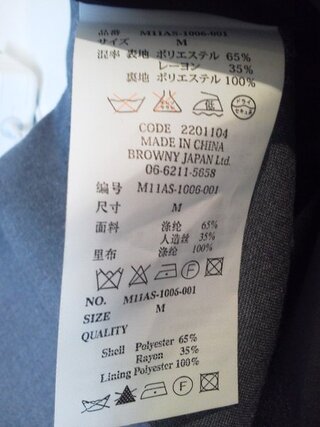 品番 M11AS-1006-001
サイズ M
混率 表地 ポリエステル 65%
レーヨン 35%
裏地 ポリエステル 100%
CODE 2201104
MADE IN CHINA
BROWNY JAPAN Ltd.
06-6211-5658
编号 M11AS-1006-001
尺寸 M
面料 涤纶 65%
人造丝 35%
里布 涤纶 100%
F
NO. M11AS-1006-001
SIZE M
QUALITY
Shell Polyester 65%
Rayon 35%
Lining Polyester 100%
F